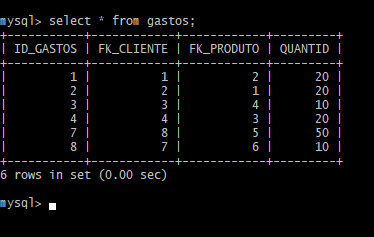 mysql> select * from gastos;
+-----------+------------+------------+----------+
| ID_GASTOS | FK_CLIENTE | FK_PRODUTO | QUANTID |
+-----------+------------+------------+----------+
| 1 | 1 | 2 | 20 |
| 2 | 2 | 1 | 20 |
| 3 | 3 | 4 | 10 |
| 4 | 4 | 3 | 20 |
| 7 | 8 | 5 | 50 |
| 8 | 7 | 6 | 10 |
+-----------+------------+------------+----------+
6 rows in set (0.00 sec)
mysql>